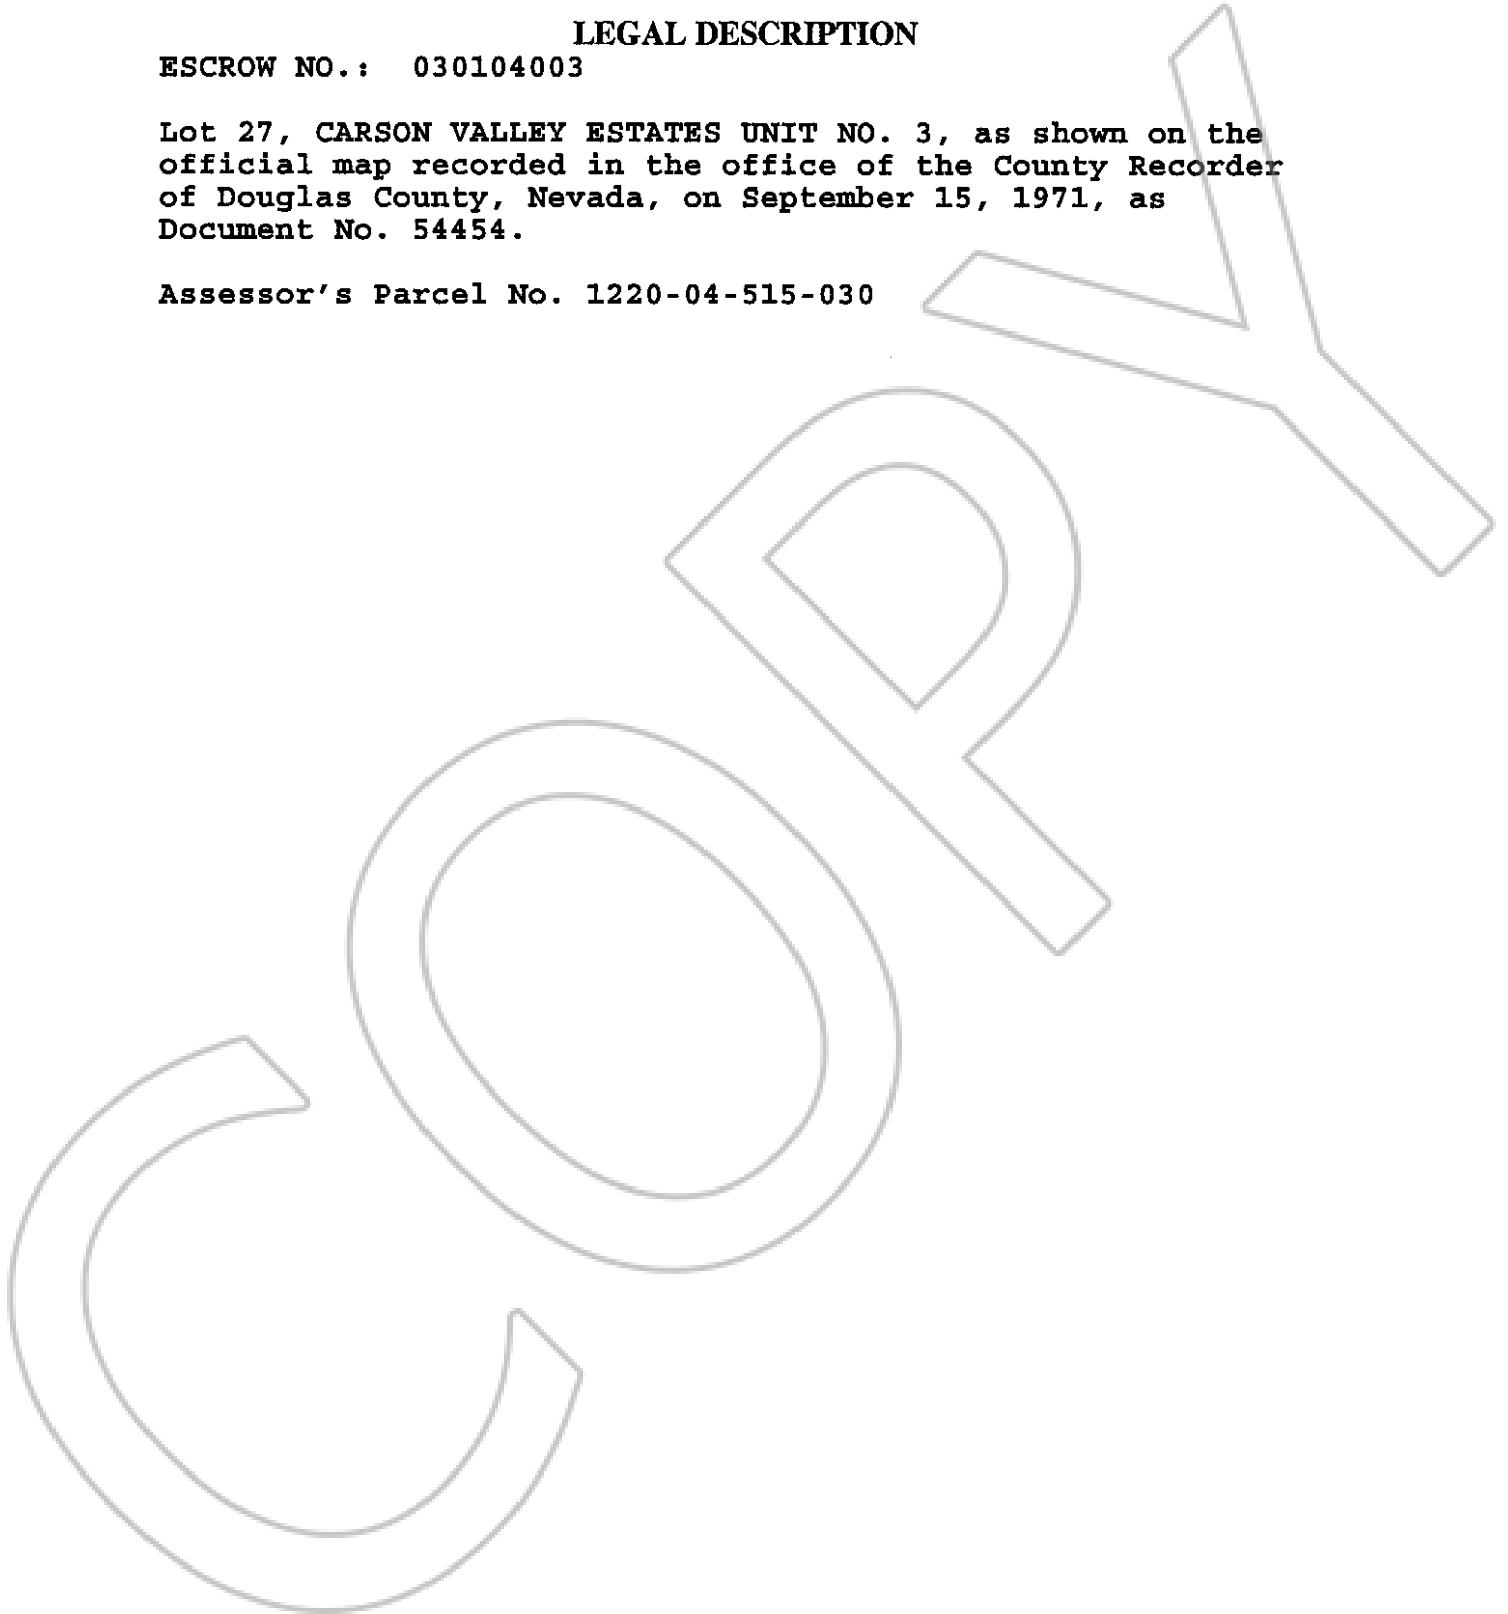 LEGAL DESCRIPTION
ESCROW NO.: 030104003
Lot 27, CARSON VALLEY ESTATES UNIT NO. 3, as shown on the
official map recorded in the office of the County Recorder
of Douglas County, Nevada, on September 15, 1971, as
Document No. 54454.
Assessor's Parcel No. 1220-04-515-030
COPY